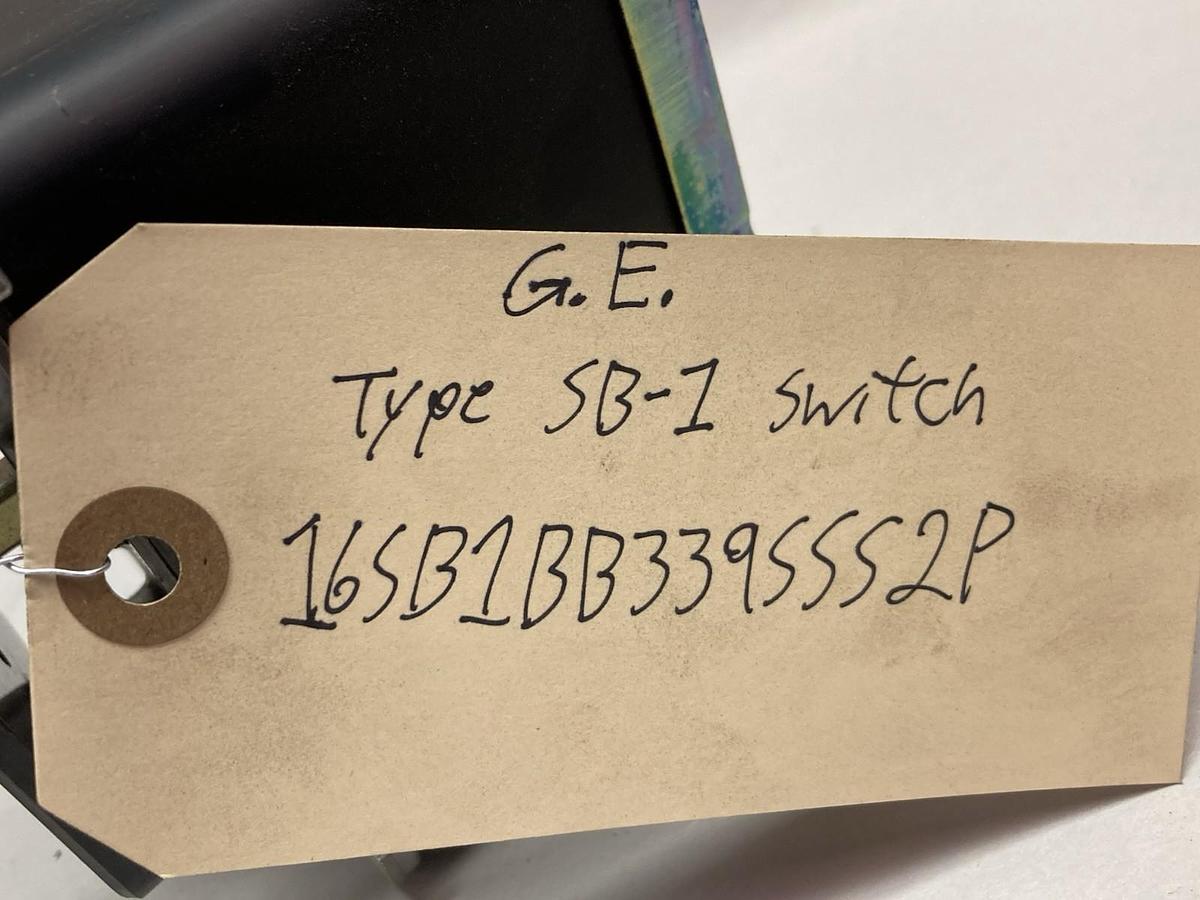 G.E.
Type SB-1 switch
16SB1BB339SSS2P